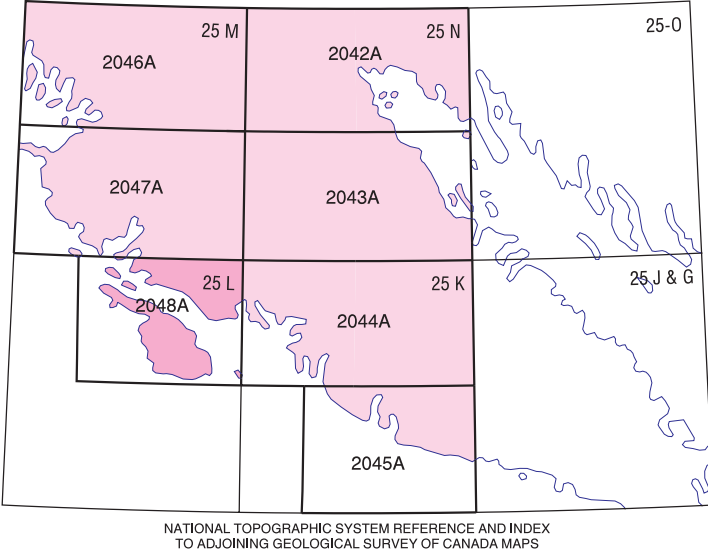 25 M
25 N
25-O
2046A
2042A
2047A
2043A
25 L
25 K
25 J & G
2048A
2044A
2045A
NATIONAL TOPOGRAPHIC SYSTEM REFERENCE AND INDEX
TO ADJOINING GEOLOGICAL SURVEY OF CANADA MAPS